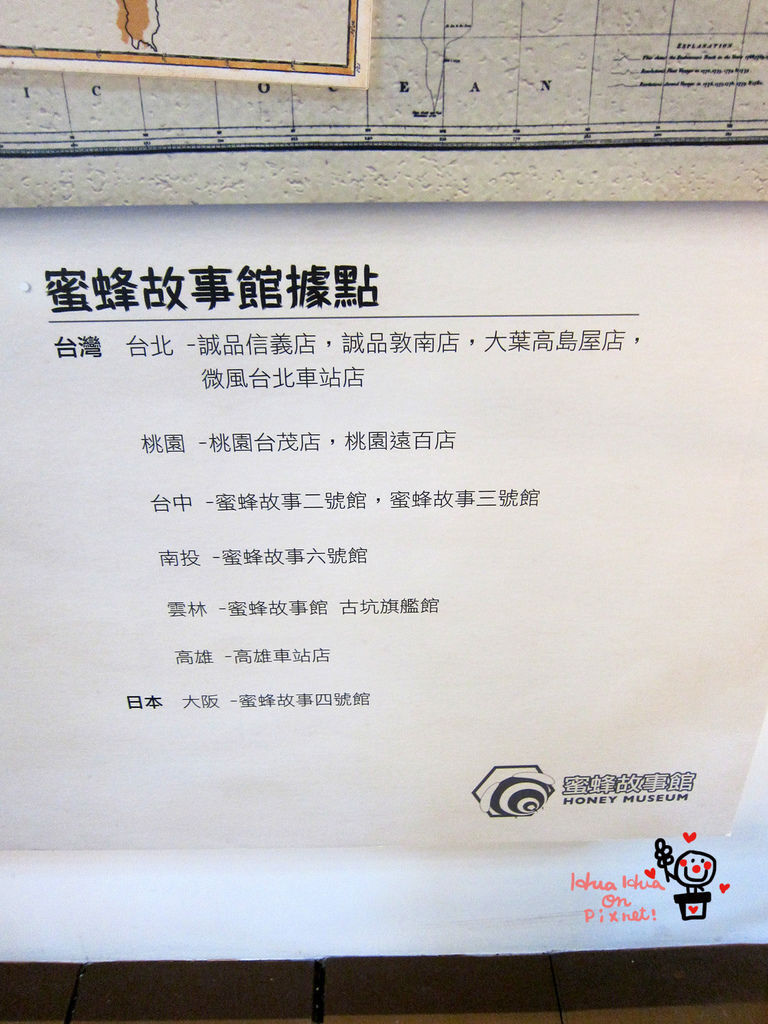 I C O C E A N
EXPLANATION
蜜蜂故事館據點
台灣 台北 -誠品信義店，誠品敦南店，大葉高島屋店，
微風台北車站店
桃園 -桃園台茂店，桃園遠百店
台中 -蜜蜂故事二號館，蜜蜂故事三號館
南投 -蜜蜂故事六號館
雲林 -蜜蜂故事館 古坑旗艦館
高雄 -高雄車站店
日本 大阪 -蜜蜂故事四號館
蜜蜂故事館
HONEY MUSEUM
Hua Hua
on
Pixnet!